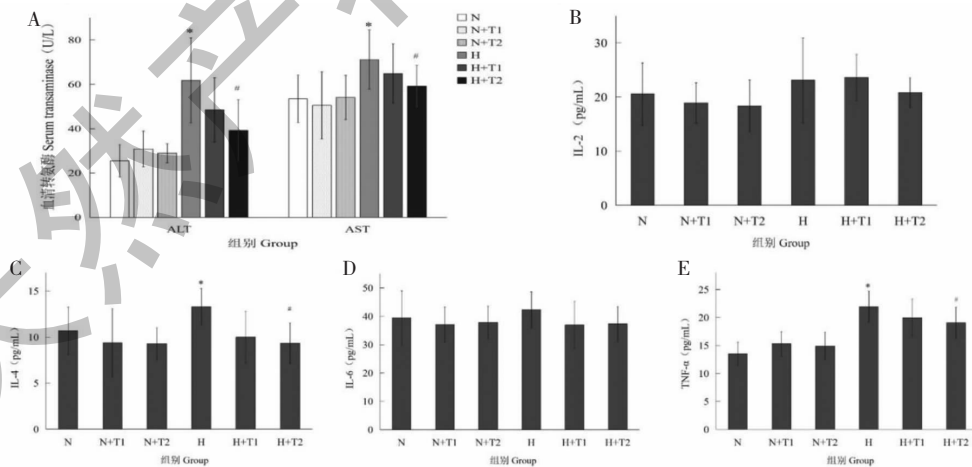 A
血清转氨酶 Serum transaminase (U/L)
80
60
40
20
0
*
#
*
#
ALT
AST
组别 Group
N
N+T1
N+T2
H
H+T1
H+T2
B
IL-2 (pg/mL)
30
20
10
0
N N+T1 N+T2 H H+T1 H+T2
组别 Group
C
IL-4 (pg/mL)
15
10
5
0
*
#
N N+T1 N+T2 H H+T1 H+T2
组别 Group
D
IL-6 (pg/mL)
50
40
30
20
10
0
N N+T1 N+T2 H H+T1 H+T2
组别 Group
E
TNF-α (pg/mL)
25
20
15
10
5
0
*
#
N N+T1 N+T2 H H+T1 H+T2
组别 Group